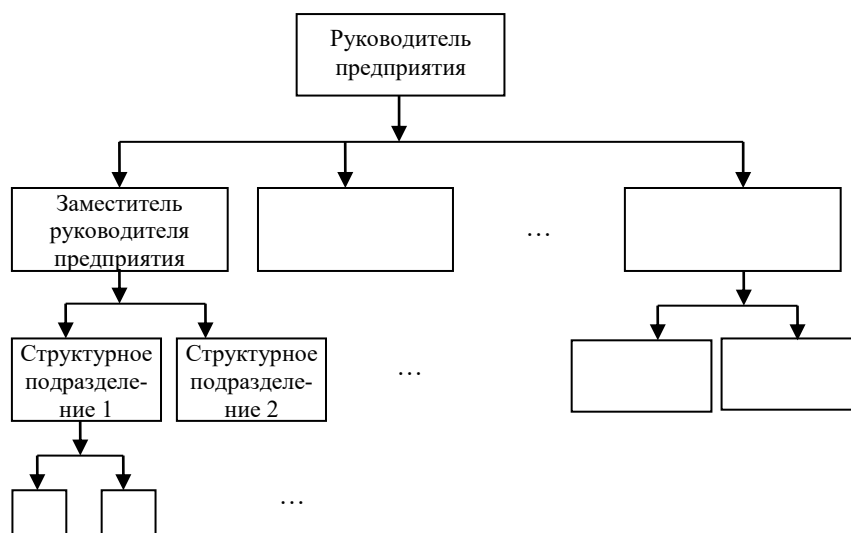 Руководитель
предприятия
Заместитель
руководителя
предприятия
…
Структурное
подразделе-
ние 1
Структурное
подразделе-
ние 2
…
…